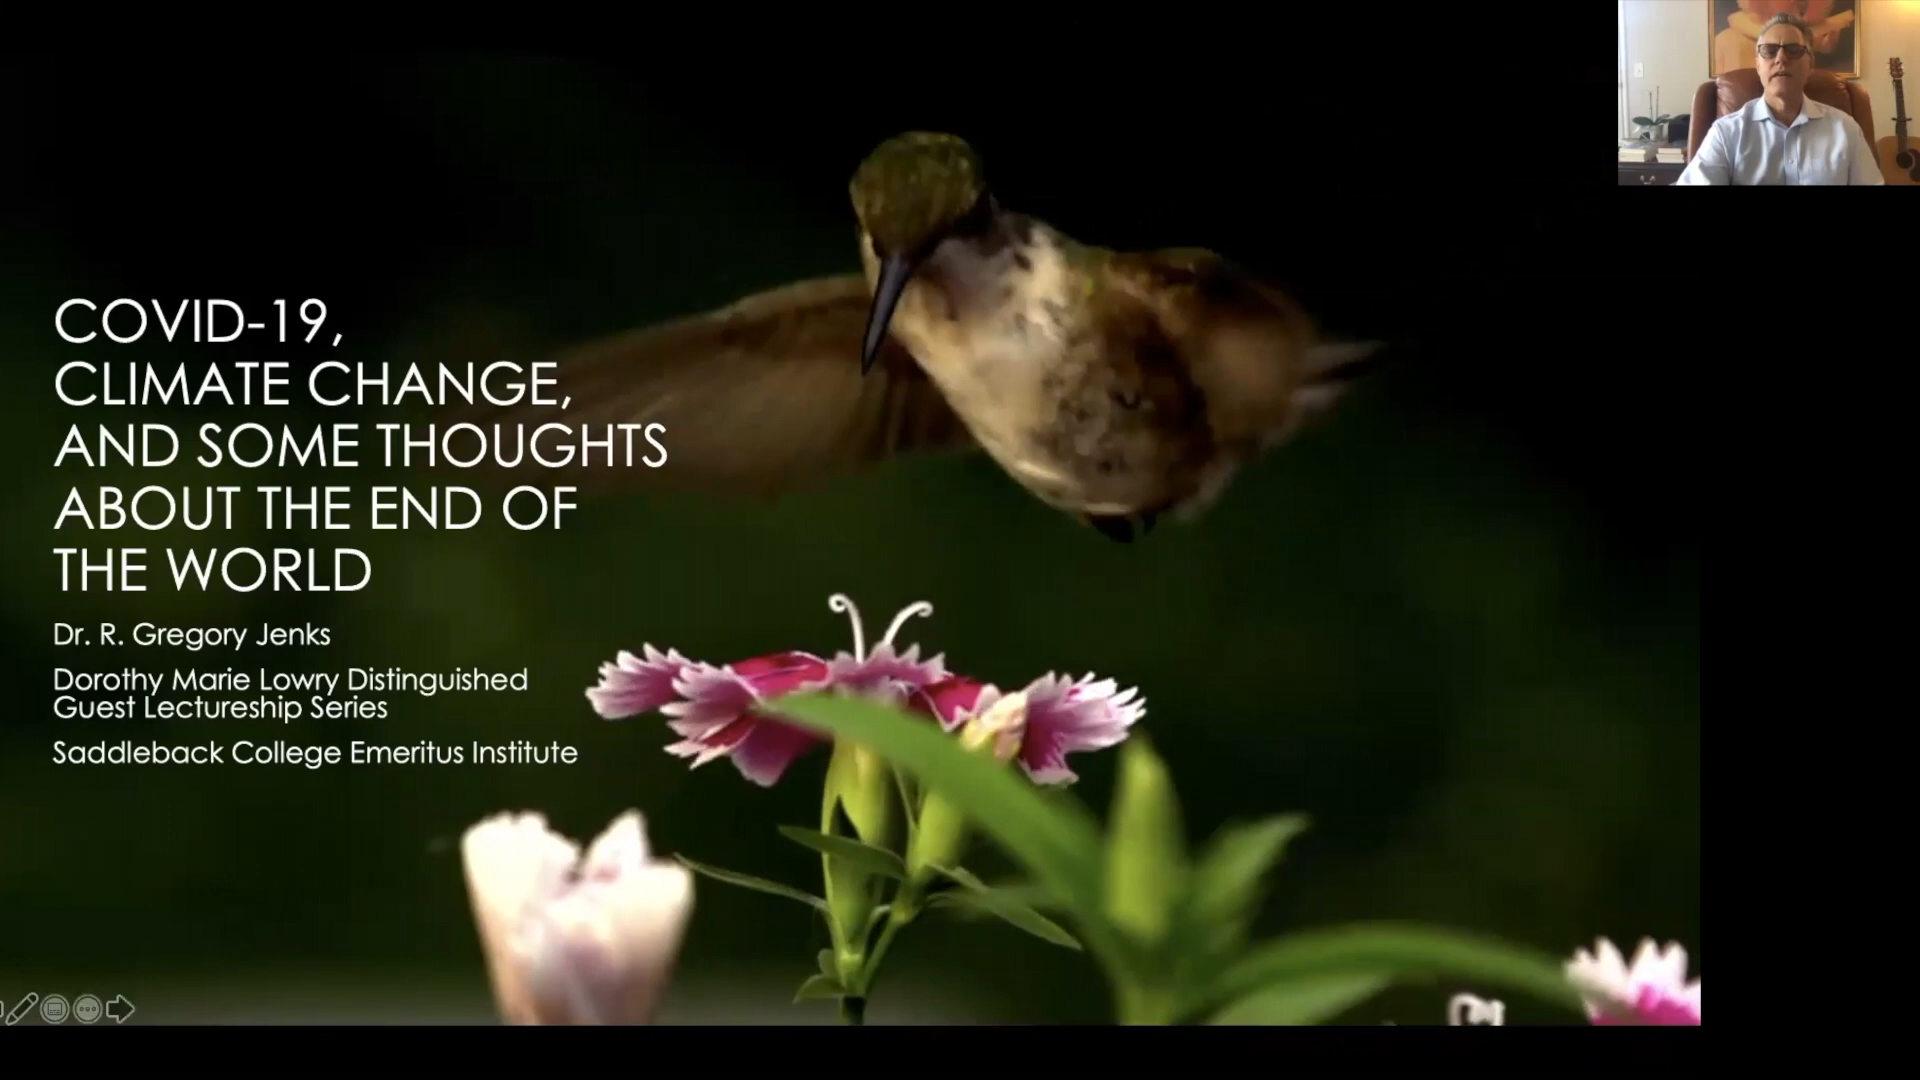 COVID-19,
CLIMATE CHANGE,
AND SOME THOUGHTS
ABOUT THE END OF
THE WORLD
Dr. R. Gregory Jenks
Dorothy Marie Lowry Distinguished
Guest Lectureship Series
Saddleback College Emeritus Institute